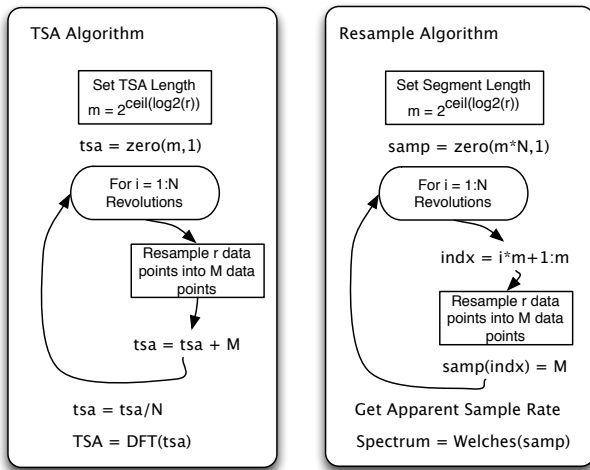 TSA Algorithm
Set TSA Length
m = 2^ceil(log2(r))
tsa = zero(m,1)
For i = 1:N
Revolutions
Resample r data
points into M data
points
tsa = tsa + M
tsa = tsa/N
TSA = DFT(tsa)
Resample Algorithm
Set Segment Length
m = 2^ceil(log2(r))
samp = zero(m*N,1)
For i = 1:N
Revolutions
indx = i*m+1:m
Resample r data
points into M data
points
samp(indx) = M
Get Apparent Sample Rate
Spectrum = Welches(samp)